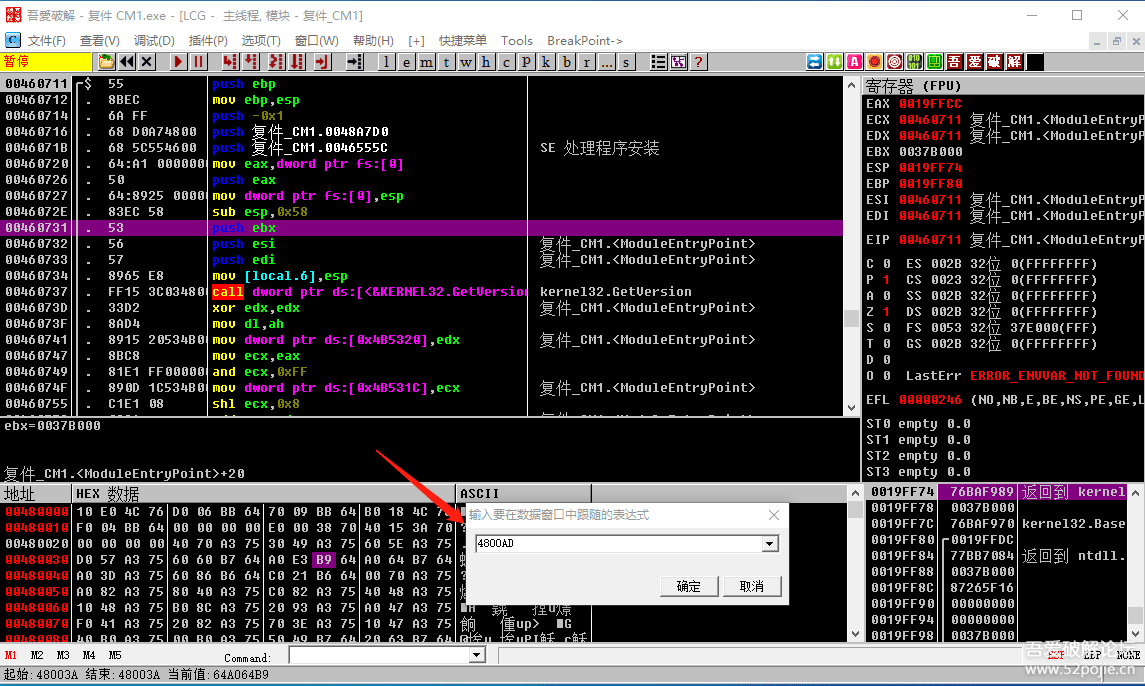 吾愛破解 - 复件 CM1.exe - [LCG - 主线程, 模块 - 复件_CM1]
文件(F) 查看(V) 调试(D) 插件(P) 选项(T) 窗口(W) 帮助(H) [+] 快捷菜单 Tools BreakPoint->
暂停 l e m t w h c p k b r ... s ? A 吾 爱 破 解
00460711 $ 55 push ebp
00460712 . 8BEC mov ebp,esp
00460714 . 6A FF push -0x1
00460716 . 68 D0A74800 push 复件_CM1.0048A7D0
0046071B . 68 5C554600 push 复件_CM1.0046555C SE 处理程序安装
00460720 . 64:A1 0000000 mov eax,dword ptr fs:[0]
00460726 . 50 push eax
00460727 . 64:8925 00000 mov dword ptr fs:[0],esp
0046072E . 83EC 58 sub esp,0x58
00460731 . 53 push ebx
00460732 . 56 push esi 复件_CM1.<ModuleEntryPoint>
00460733 . 57 push edi 复件_CM1.<ModuleEntryPoint>
00460734 . 8965 E8 mov [local.6],esp
00460737 . FF15 3C034800 call dword ptr ds:[<&KERNEL32.GetVersion kernel32.GetVersion
0046073D . 33D2 xor edx,edx 复件_CM1.<ModuleEntryPoint>
0046073F . 8AD4 mov dl,ah
00460741 . 8915 20534B00 mov dword ptr ds:[0x4B5320],edx 复件_CM1.<ModuleEntryPoint>
00460747 . 8BC8 mov ecx,eax
00460749 . 81E1 FF000000 and ecx,0xFF
0046074F . 890D 1C534B00 mov dword ptr ds:[0x4B531C],ecx 复件_CM1.<ModuleEntryPoint>
00460755 . C1E1 08 shl ecx,0x8
寄存器 (FPU)
EAX 0019FFCC
ECX 00460711 复件_CM1.<ModuleEntryP
EDX 00460711 复件_CM1.<ModuleEntryP
EBX 0037B000
ESP 0019FF74
EBP 0019FF80
ESI 00460711 复件_CM1.<ModuleEntryP
EDI 00460711 复件_CM1.<ModuleEntryP
EIP 00460711 复件_CM1.<ModuleEntryP
C 0 ES 002B 32位 0(FFFFFFFF)
P 1 CS 0023 32位 0(FFFFFFFF)
A 0 SS 002B 32位 0(FFFFFFFF)
Z 1 DS 002B 32位 0(FFFFFFFF)
S 0 FS 0053 32位 37E000(FFF)
T 0 GS 002B 32位 0(FFFFFFFF)
D 0
O 0 LastErr ERROR_ENVVAR_NOT_FOUND
EFL 00000246 (NO,NB,E,BE,NS,PE,GE,L
ST0 empty 0.0
ST1 empty 0.0
ST2 empty 0.0
ST3 empty 0.0
ebx=0037B000
复件_CM1.<ModuleEntryPoint>+20
地址 HEX 数据 ASCII
00480000 10 E0 4C 76 D0 06 BB 64 70 09 BB 64 B0 18 4C 76
00480010 F0 04 BB 64 00 00 00 00 E0 00 38 70 40 15 3A 70
00480020 00 00 00 00 40 70 A3 75 30 49 A3 75 60 5E A3 75
00480030 D0 57 A3 75 60 60 B7 64 A0 E3 B9 64 A0 64 B7 64
00480040 A0 3D A3 75 60 86 B6 64 C0 21 B6 64 00 70 A3 75
00480050 A0 82 A3 75 80 40 A3 75 C0 82 A3 75 40 48 A3 75
00480060 10 48 A3 75 B0 8C A3 75 20 93 A3 75 A0 47 A3 75
00480070 F0 41 A3 75 20 82 A3 75 70 3E A3 75 10 47 A3 75
输入要在数据窗口中跟随的表达式
4800AD
确定 取消
0019FF74 76BAF989 返回到 kernel
0019FF78 0037B000
0019FF7C 76BAF970 kernel32.Base
0019FF80 0019FFDC
0019FF84 77BB7084 返回到 ntdll.
0019FF88 0037B000
0019FF8C 87265F16
0019FF90 00000000
0019FF94 00000000
0019FF98 0037B000
M1 M2 M3 M4 M5 Command: ESP EBP NONE
起始: 48003A 结束: 48003A 当前值: 64A064B9
吾爱破解论坛
www.52pojie.cn